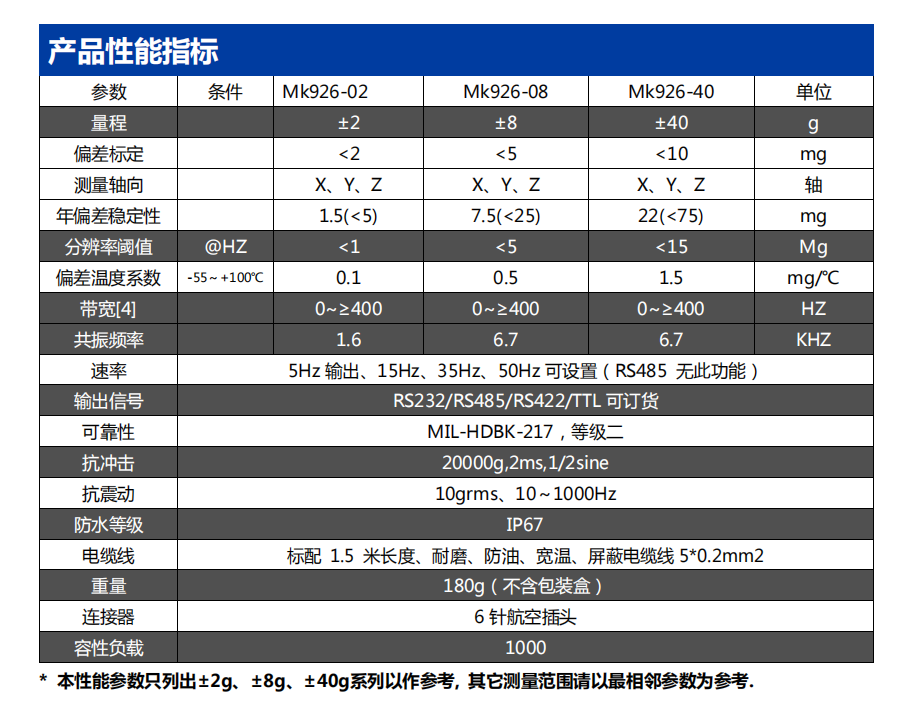 产品性能指标
参数 条件 Mk926-02 Mk926-08 Mk926-40 单位
量程 ±2 ±8 ±40 g
偏差标定 <2 <5 <10 mg
测量轴向 X、Y、Z X、Y、Z X、Y、Z 轴
年偏差稳定性 1.5(<5) 7.5(<25) 22(<75) mg
分辨率阈值 @HZ <1 <5 <15 Mg
偏差温度系数 -55～+100℃ 0.1 0.5 1.5 mg/℃
带宽[4] 0~≥400 0~≥400 0~≥400 HZ
共振频率 1.6 6.7 6.7 KHZ
速率 5Hz 输出、15Hz、35Hz、50Hz 可设置（RS485 无此功能）
输出信号 RS232/RS485/RS422/TTL 可订货
可靠性 MIL-HDBK-217，等级二
抗冲击 20000g,2ms,1/2sine
抗震动 10grms、10～1000Hz
防水等级 IP67
电缆线 标配 1.5 米长度、耐磨、防油、宽温、屏蔽电缆线 5*0.2mm2
重量 180g（不含包装盒）
连接器 6 针航空插头
容性负载 1000
* 本性能参数只列出±2g、±8g、±40g系列以作参考, 其它测量范围请以最相邻参数为参考.